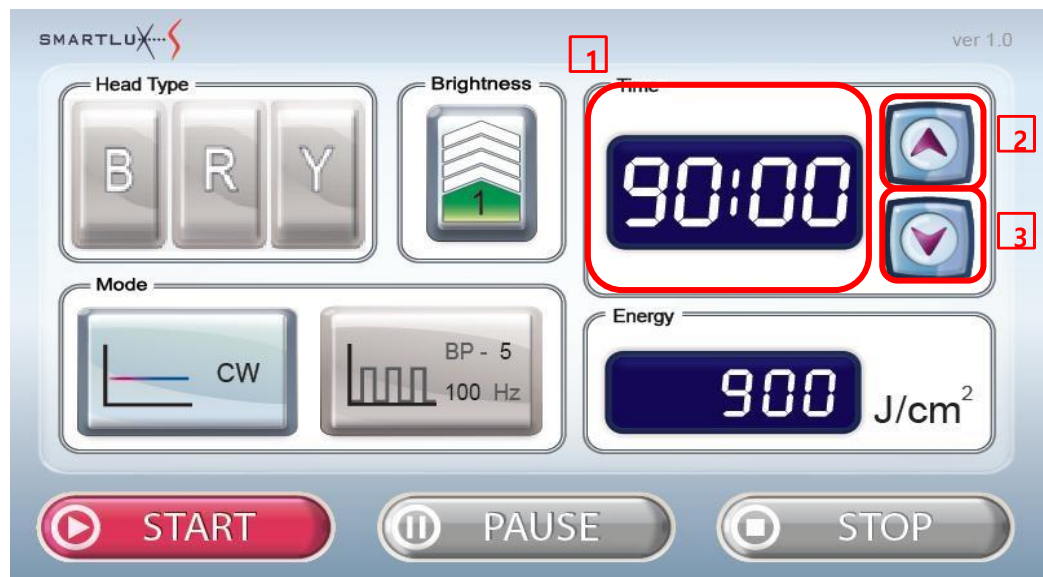 SMARTLUX S
ver 1.0
1
Head Type
B R Y
Brightness
1
Time
90:00
2
3
Mode
CW
BP - 5
100 Hz
Energy
900
J/cm²
START
PAUSE
STOP